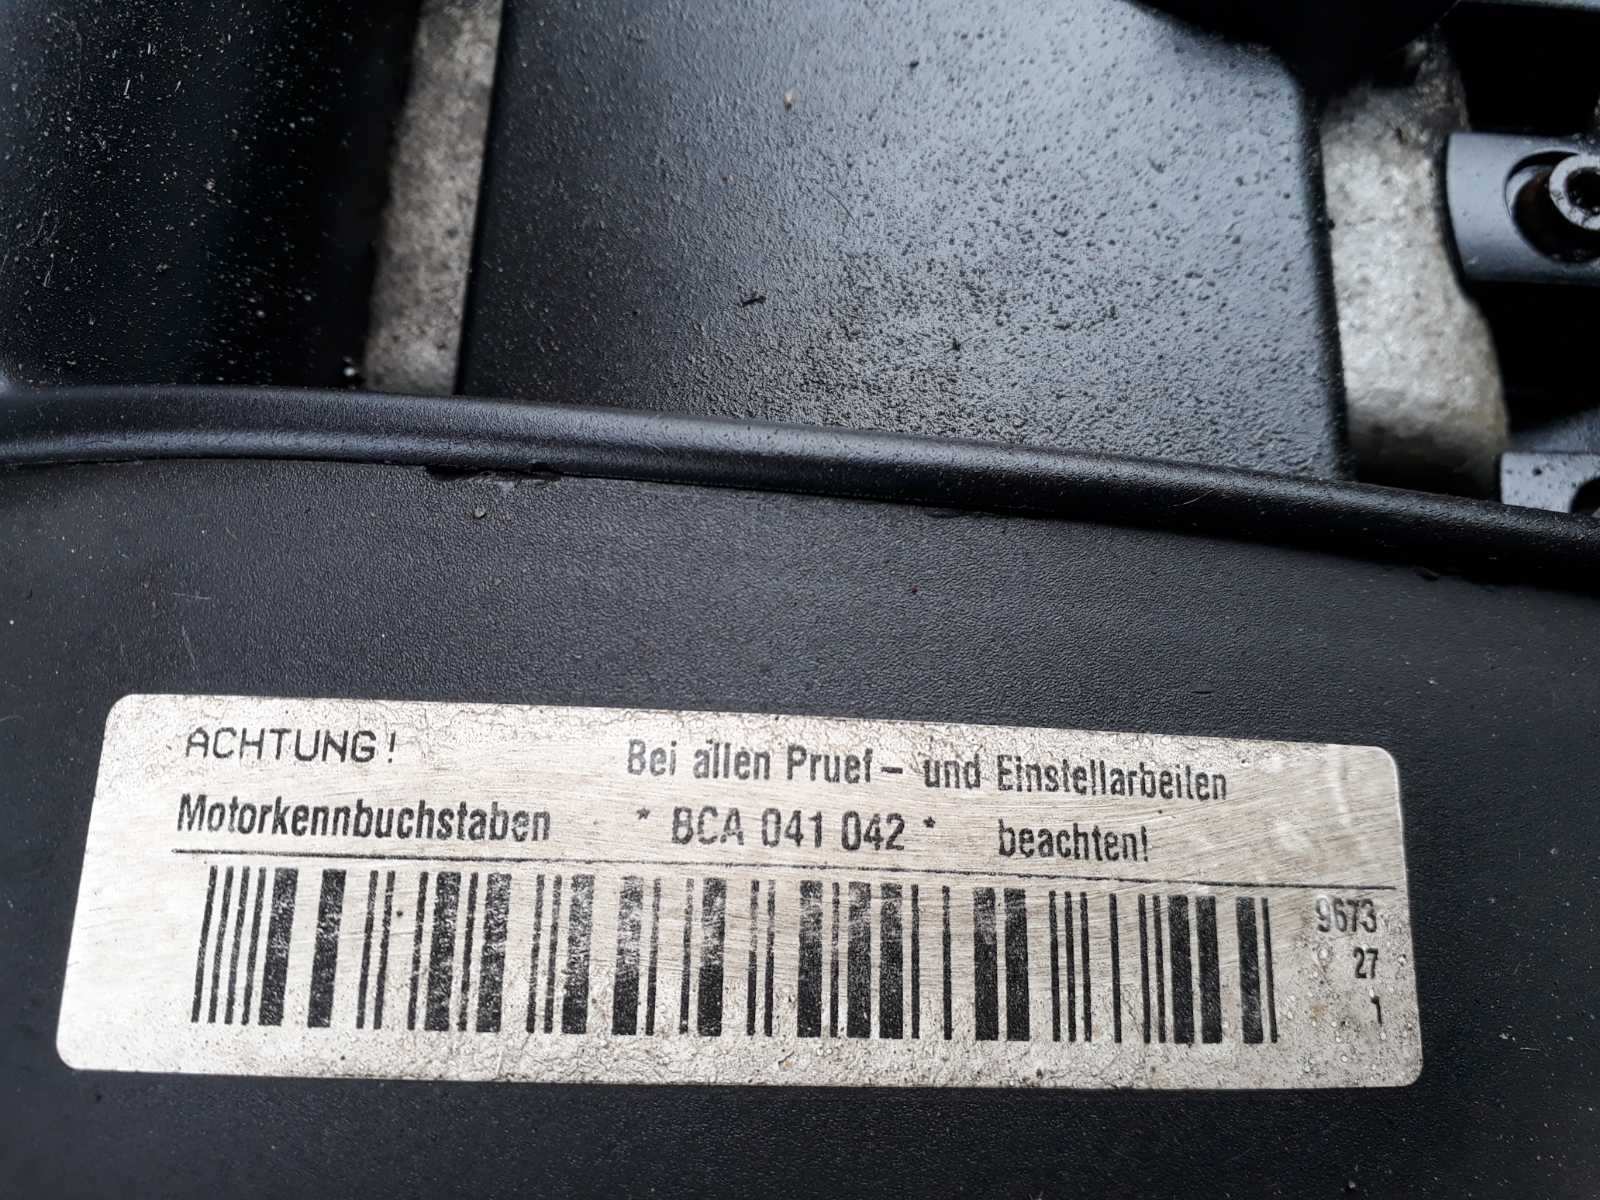 ACHTUNG! Bei allen Pruef- und Einstellarbeiten
Motorkennbuchstaben * BCA 041 042 * beachten!
9673
27
1